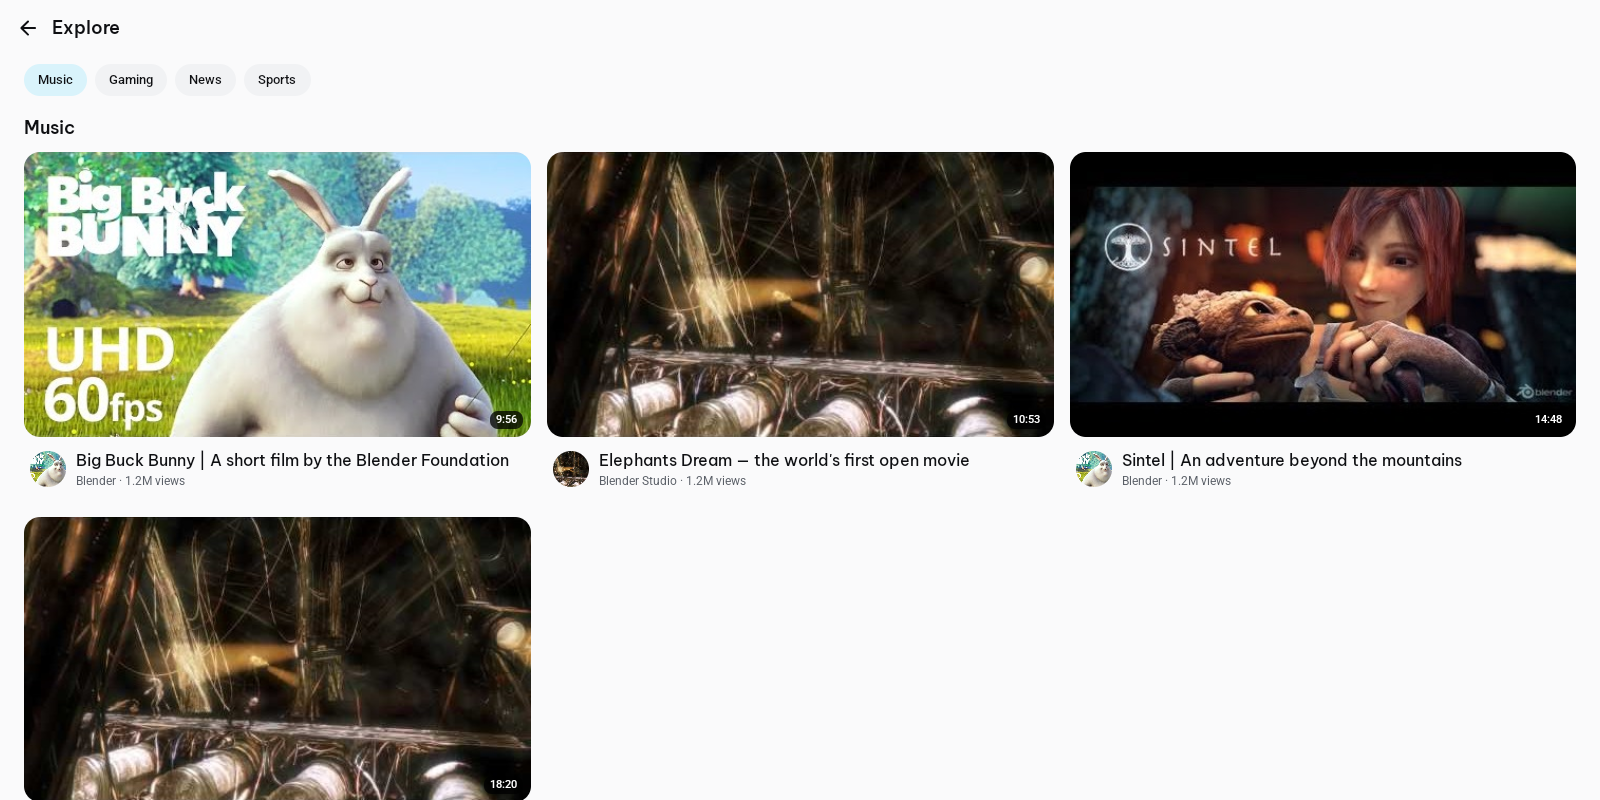 Explore
Music
Gaming
News
Sports
Music
Big Buck
BUNNY
UHD
60fps
9:56
10:53
SINTEL
blender
14:48
Big Buck Bunny | A short film by the Blender Foundation
Blender · 1.2M views
Elephants Dream — the world's first open movie
Blender Studio · 1.2M views
Sintel | An adventure beyond the mountains
Blender · 1.2M views
18:20